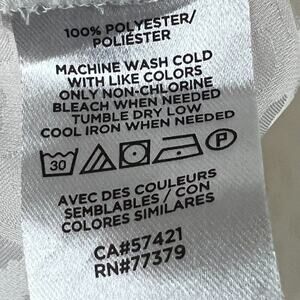 100% POLYESTER/
POLIÉSTER
MACHINE WASH COLD
WITH LIKE COLORS
ONLY NON-CHLORINE
BLEACH WHEN NEEDED
TUMBLE DRY LOW
COOL IRON WHEN NEEDED
30 P
AVEC DES COULEURS
SEMBLABLES / CON
COLORES SIMILARES
CA#57421
RN#77379